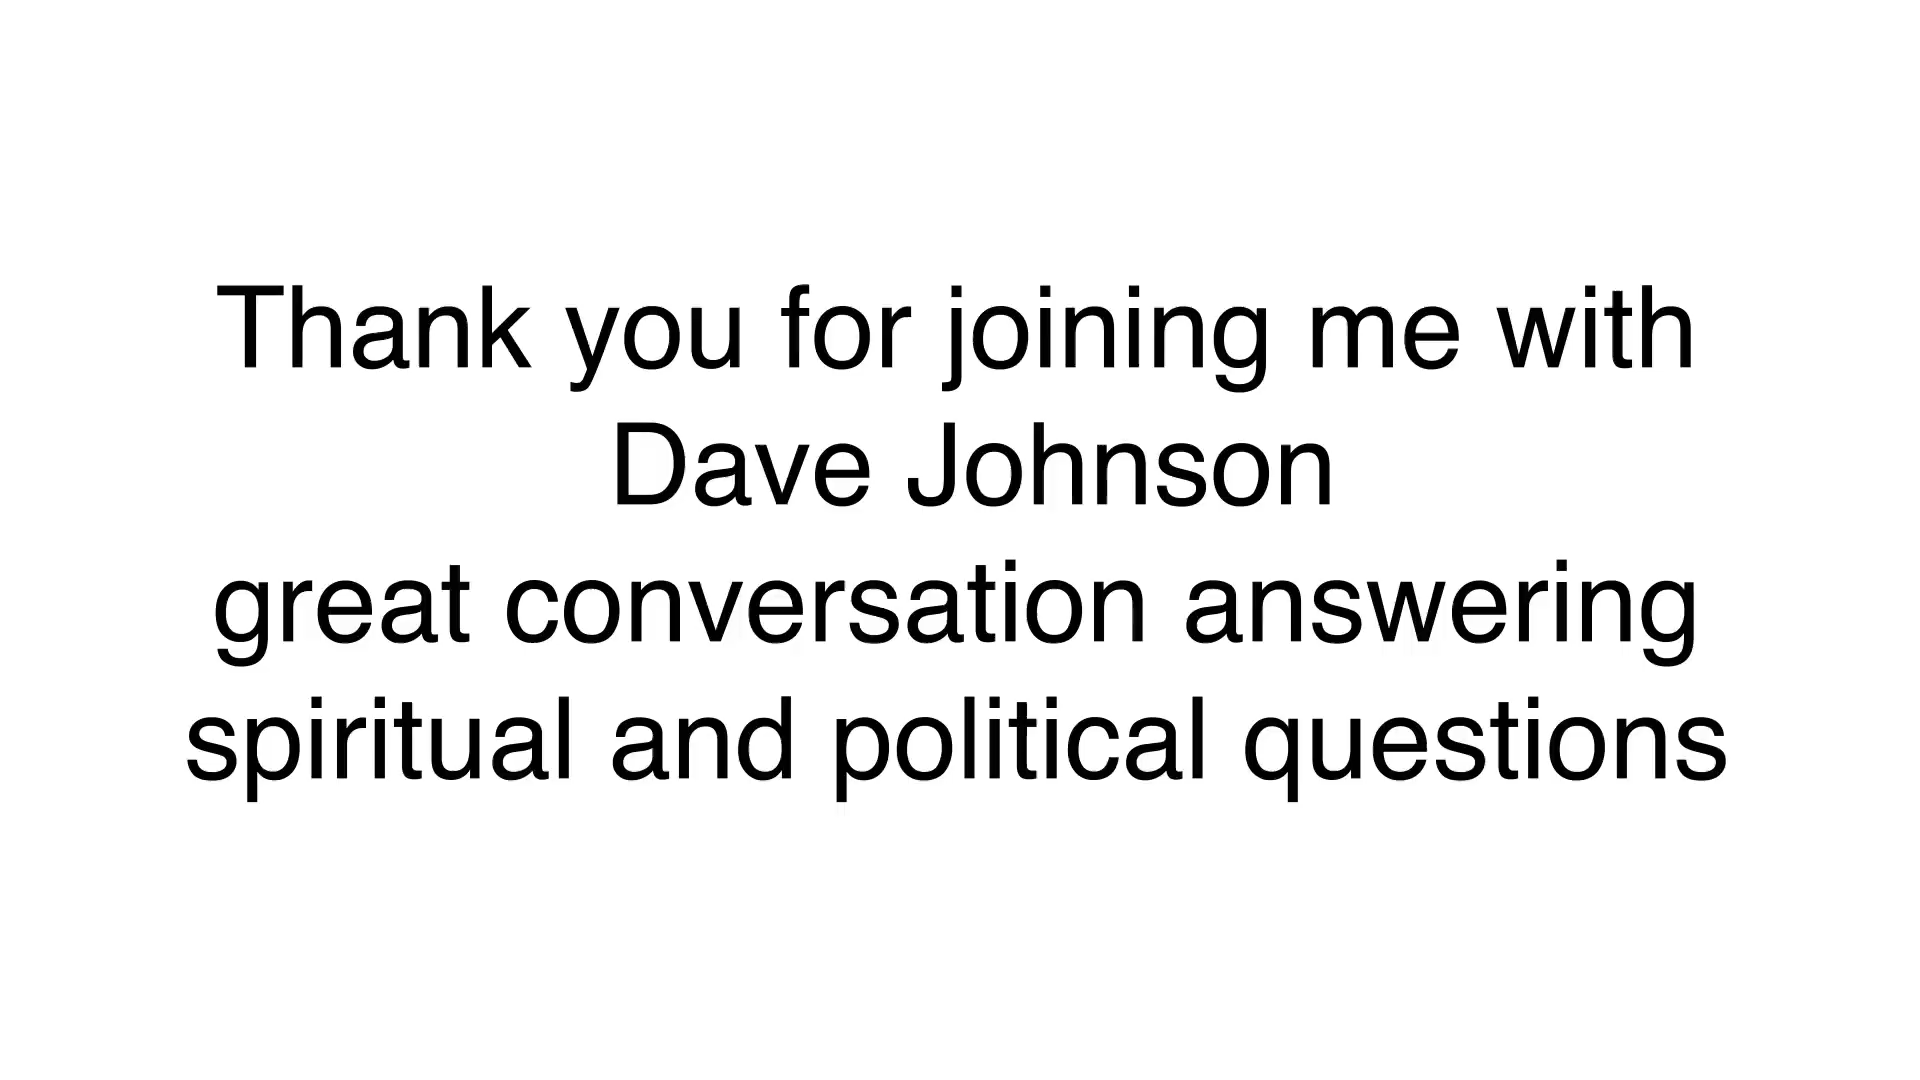 Thank you for joining me with
Dave Johnson
great conversation answering
spiritual and political questions